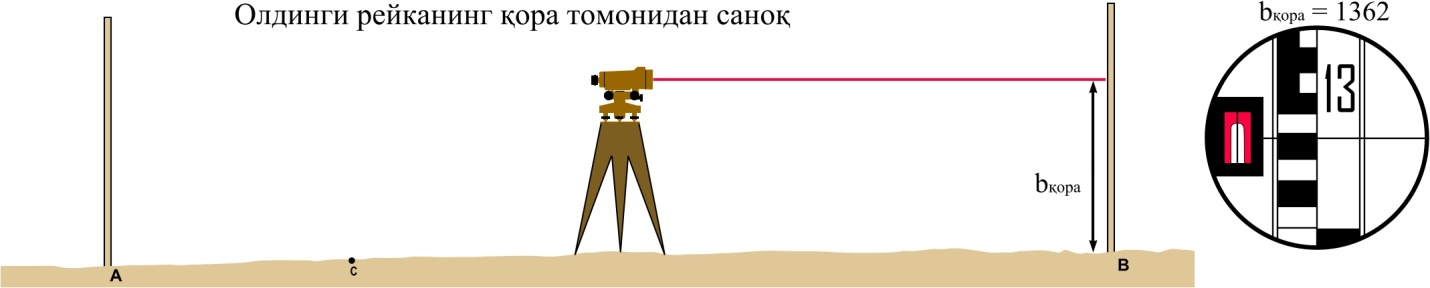 Олдинги рейканинг қора томонидан саноқ
bқора = 1362
13
bқора
A
c
B